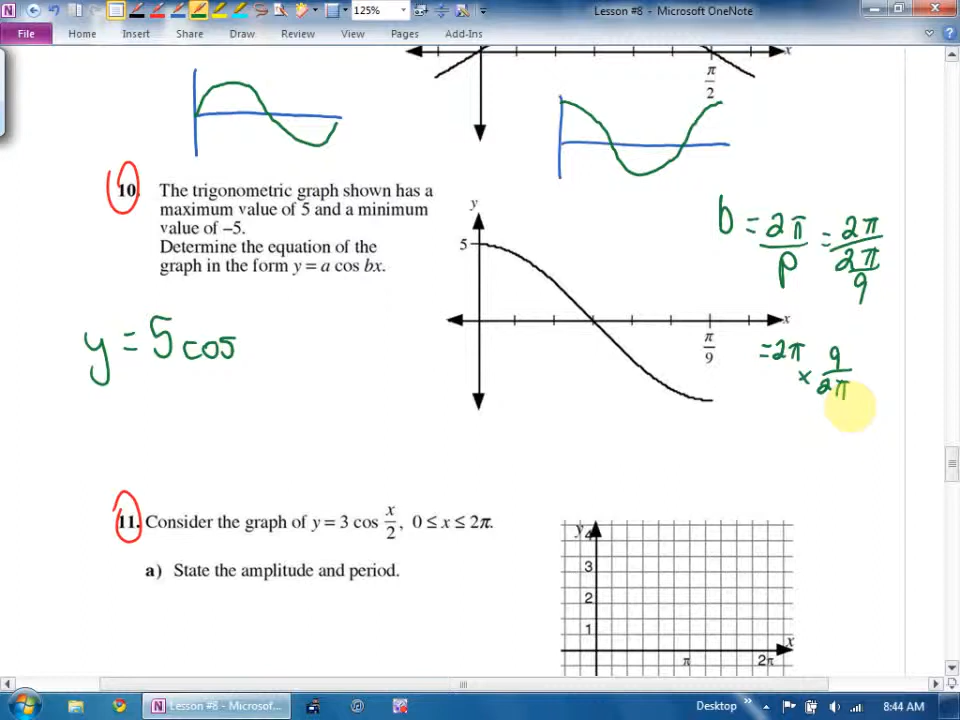 125%
Lesson #8 - Microsoft OneNote
File Home Insert Share Draw Review View Pages Add-Ins
x
π
2
10. The trigonometric graph shown has a
maximum value of 5 and a minimum
value of –5.
Determine the equation of the
graph in the form y = a cos bx.
y = 5 cos
y
5
x
π
9
b = 2π/p = 2π/(2π/9)
= 2π × 9/2π
11. Consider the graph of y = 3 cos x/2, 0 ≤ x ≤ 2π.
a) State the amplitude and period.
y
4
3
2
1
x
π 2π
Lesson #8 - Micros...
Desktop
8:44 AM